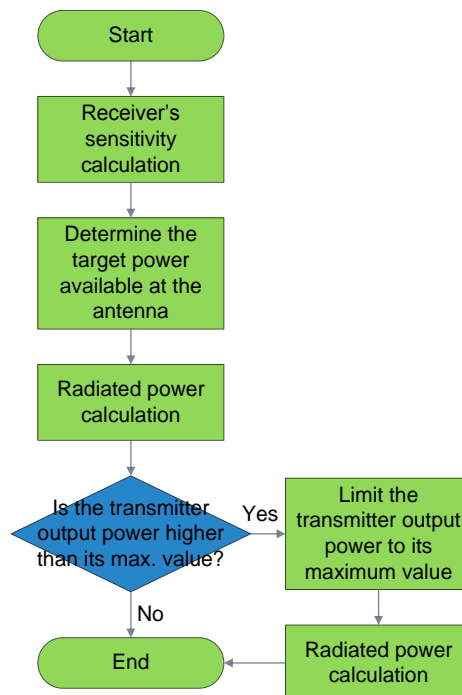 Start
Receiver's
sensitivity
calculation
Determine the
target power
available at the
antenna
Radiated power
calculation
Is the transmitter
output power higher
than its max. value?
Yes
Limit the
transmitter output
power to its
maximum value
No
End
Radiated power
calculation